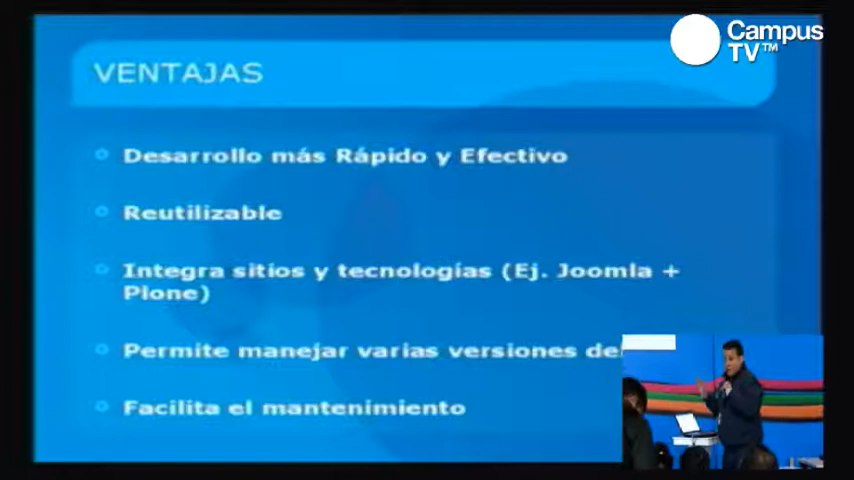 Campus
TV™
VENTAJAS
Desarrollo más Rápido y Efectivo
Reutilizable
Integra sitios y tecnologías (Ej. Joomla +
Plone)
Permite manejar varias versiones
Facilita el mantenimiento